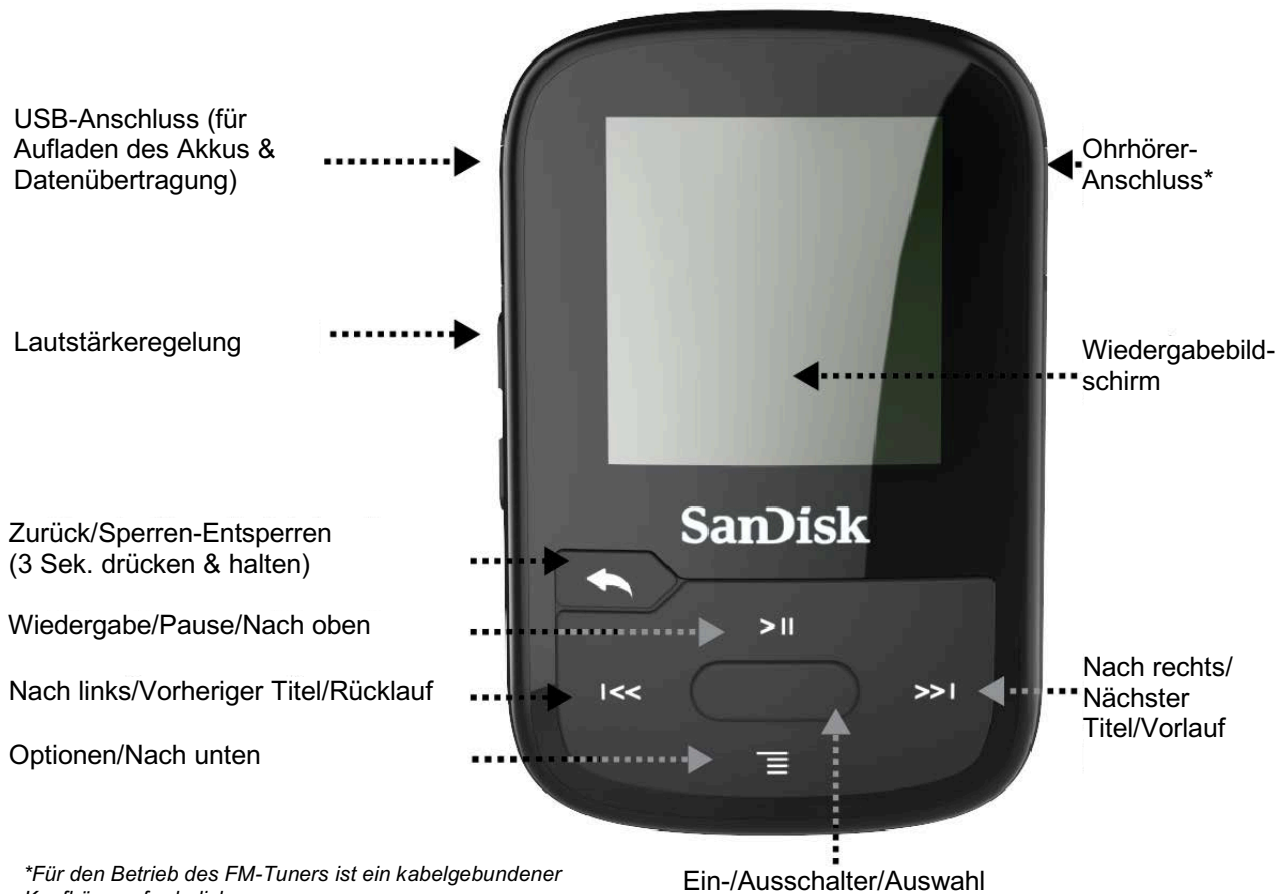 USB-Anschluss (für
Aufladen des Akkus &
Datenübertragung)
Ohrhörer-
Anschluss*
Lautstärkeregelung
Wiedergabebild-
schirm
SanDisk
Zurück/Sperren-Entsperren
(3 Sek. drücken & halten)
Wiedergabe/Pause/Nach oben
>II
Nach links/Vorheriger Titel/Rücklauf
I<<
>>I
Nach rechts/
Nächster
Titel/Vorlauf
Optionen/Nach unten
*Für den Betrieb des FM-Tuners ist ein kabelgebundener
Ein-/Ausschalter/Auswahl